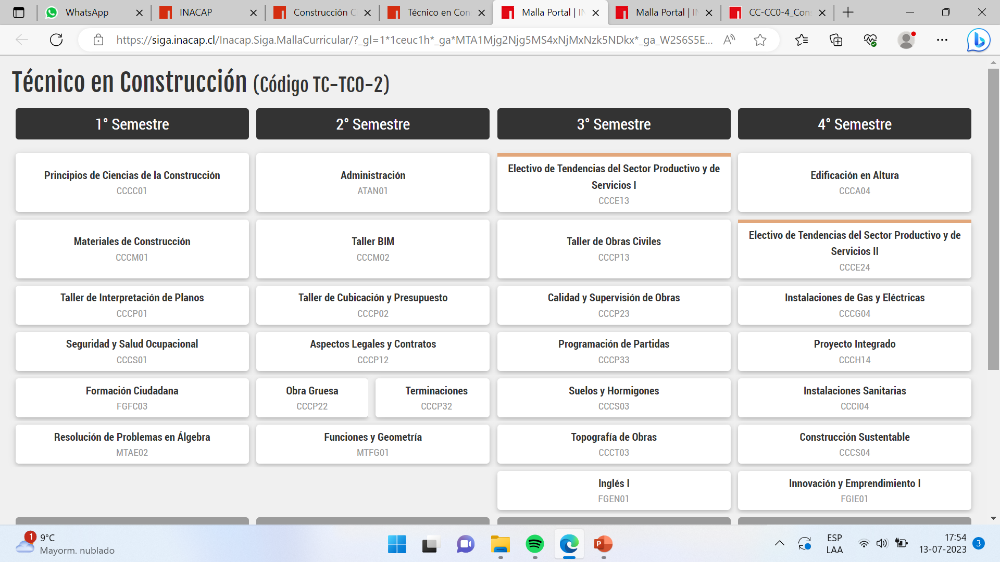 WhatsApp
INACAP
Construcción C
Técnico en Con
Malla Portal | IN
Malla Portal | IN
CC-CC0-4_Cons
https://siga.inacap.cl/Inacap.Siga.MallaCurricular/?_gl=1*1ceuc1h*_ga*MTA1Mjg2Njg5MS4xNjMxNzk5NDkx*_ga_W2S6S5E...
Técnico en Construcción (Código TC-TC0-2)
1° Semestre
2° Semestre
3° Semestre
4° Semestre
Principios de Ciencias de la Construcción
CCCC01
Administración
ATAN01
Electivo de Tendencias del Sector Productivo y de
Servicios I
CCCE13
Edificación en Altura
CCCA04
Materiales de Construcción
CCCM01
Taller BIM
CCCM02
Taller de Obras Civiles
CCCP13
Electivo de Tendencias del Sector Productivo y de
Servicios II
CCCE24
Taller de Interpretación de Planos
CCCP01
Taller de Cubicación y Presupuesto
CCCP02
Calidad y Supervisión de Obras
CCCP23
Instalaciones de Gas y Eléctricas
CCCG04
Seguridad y Salud Ocupacional
CCCS01
Aspectos Legales y Contratos
CCCP12
Programación de Partidas
CCCP33
Proyecto Integrado
CCCH14
Formación Ciudadana
FGFC03
Obra Gruesa
CCCP22
Terminaciones
CCCP32
Suelos y Hormigones
CCCS03
Instalaciones Sanitarias
CCCI04
Resolución de Problemas en Álgebra
MTAE02
Funciones y Geometría
MTFG01
Topografía de Obras
CCCT03
Construcción Sustentable
CCCS04
Inglés I
FGEN01
Innovación y Emprendimiento I
FGIE01
1
9°C
Mayorm. nublado
ESP
LAA
17:54
13-07-2023
3